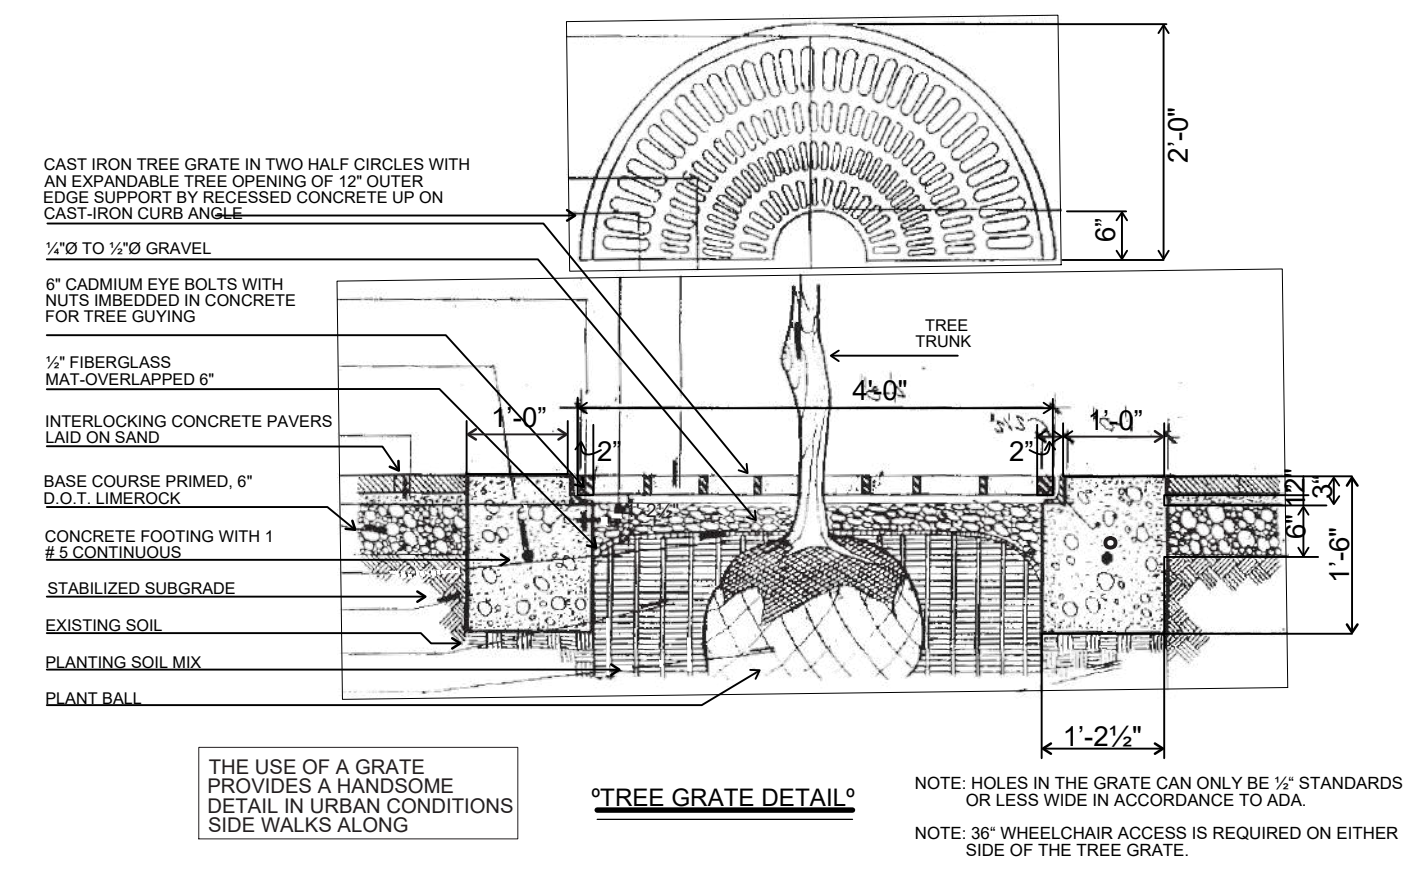 CAST IRON TREE GRATE IN TWO HALF CIRCLES WITH
AN EXPANDABLE TREE OPENING OF 12" OUTER
EDGE SUPPORT BY RECESSED CONCRETE UP ON
CAST-IRON CURB ANGLE
¼"Ø TO ½"Ø GRAVEL
6" CADMIUM EYE BOLTS WITH
NUTS IMBEDDED IN CONCRETE
FOR TREE GUYING
½" FIBERGLASS
MAT-OVERLAPPED 6"
INTERLOCKING CONCRETE PAVERS
LAID ON SAND
BASE COURSE PRIMED, 6"
D.O.T. LIMEROCK
CONCRETE FOOTING WITH 1
# 5 CONTINUOUS
STABILIZED SUBGRADE
EXISTING SOIL
PLANTING SOIL MIX
PLANT BALL
2'-0"
6"
TREE
TRUNK
4'-0"
1'-0"
2"
2"
1'-0"
2½"
2"
3"
6"
1'-6"
1'-2½"
THE USE OF A GRATE
PROVIDES A HANDSOME
DETAIL IN URBAN CONDITIONS
SIDE WALKS ALONG
ºTREE GRATE DETAILº
NOTE: HOLES IN THE GRATE CAN ONLY BE ½" STANDARDS
OR LESS WIDE IN ACCORDANCE TO ADA.
NOTE: 36" WHEELCHAIR ACCESS IS REQUIRED ON EITHER
SIDE OF THE TREE GRATE.